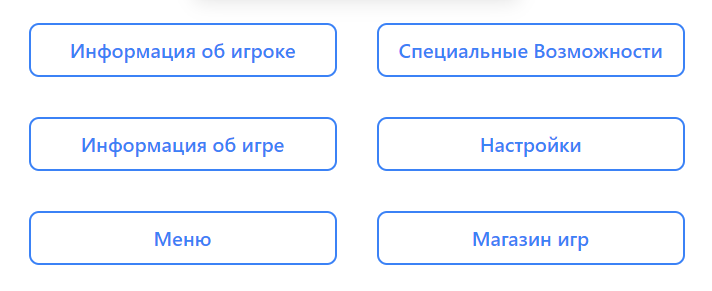 Информация об игроке
Специальные Возможности
Информация об игре
Настройки
Меню
Магазин игр